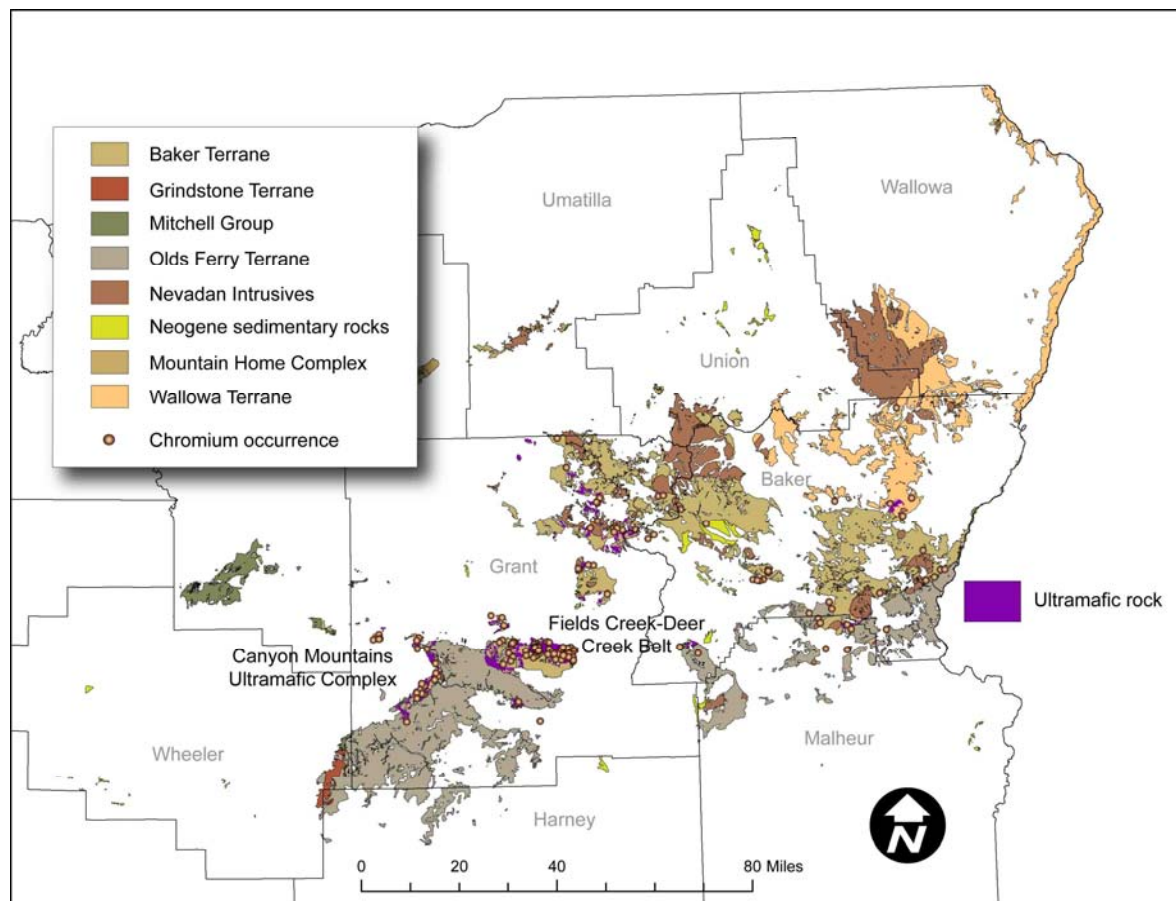 Baker Terrane
Grindstone Terrane
Mitchell Group
Olds Ferry Terrane
Nevadan Intrusives
Neogene sedimentary rocks
Mountain Home Complex
Wallowa Terrane
Chromium occurrence
Umatilla
Wallowa
Union
Baker
Grant
Ultramafic rock
Fields Creek-Deer
Creek Belt
Canyon Mountains
Ultramafic Complex
Wheeler
Malheur
Harney
N
0 20 40 80 Miles